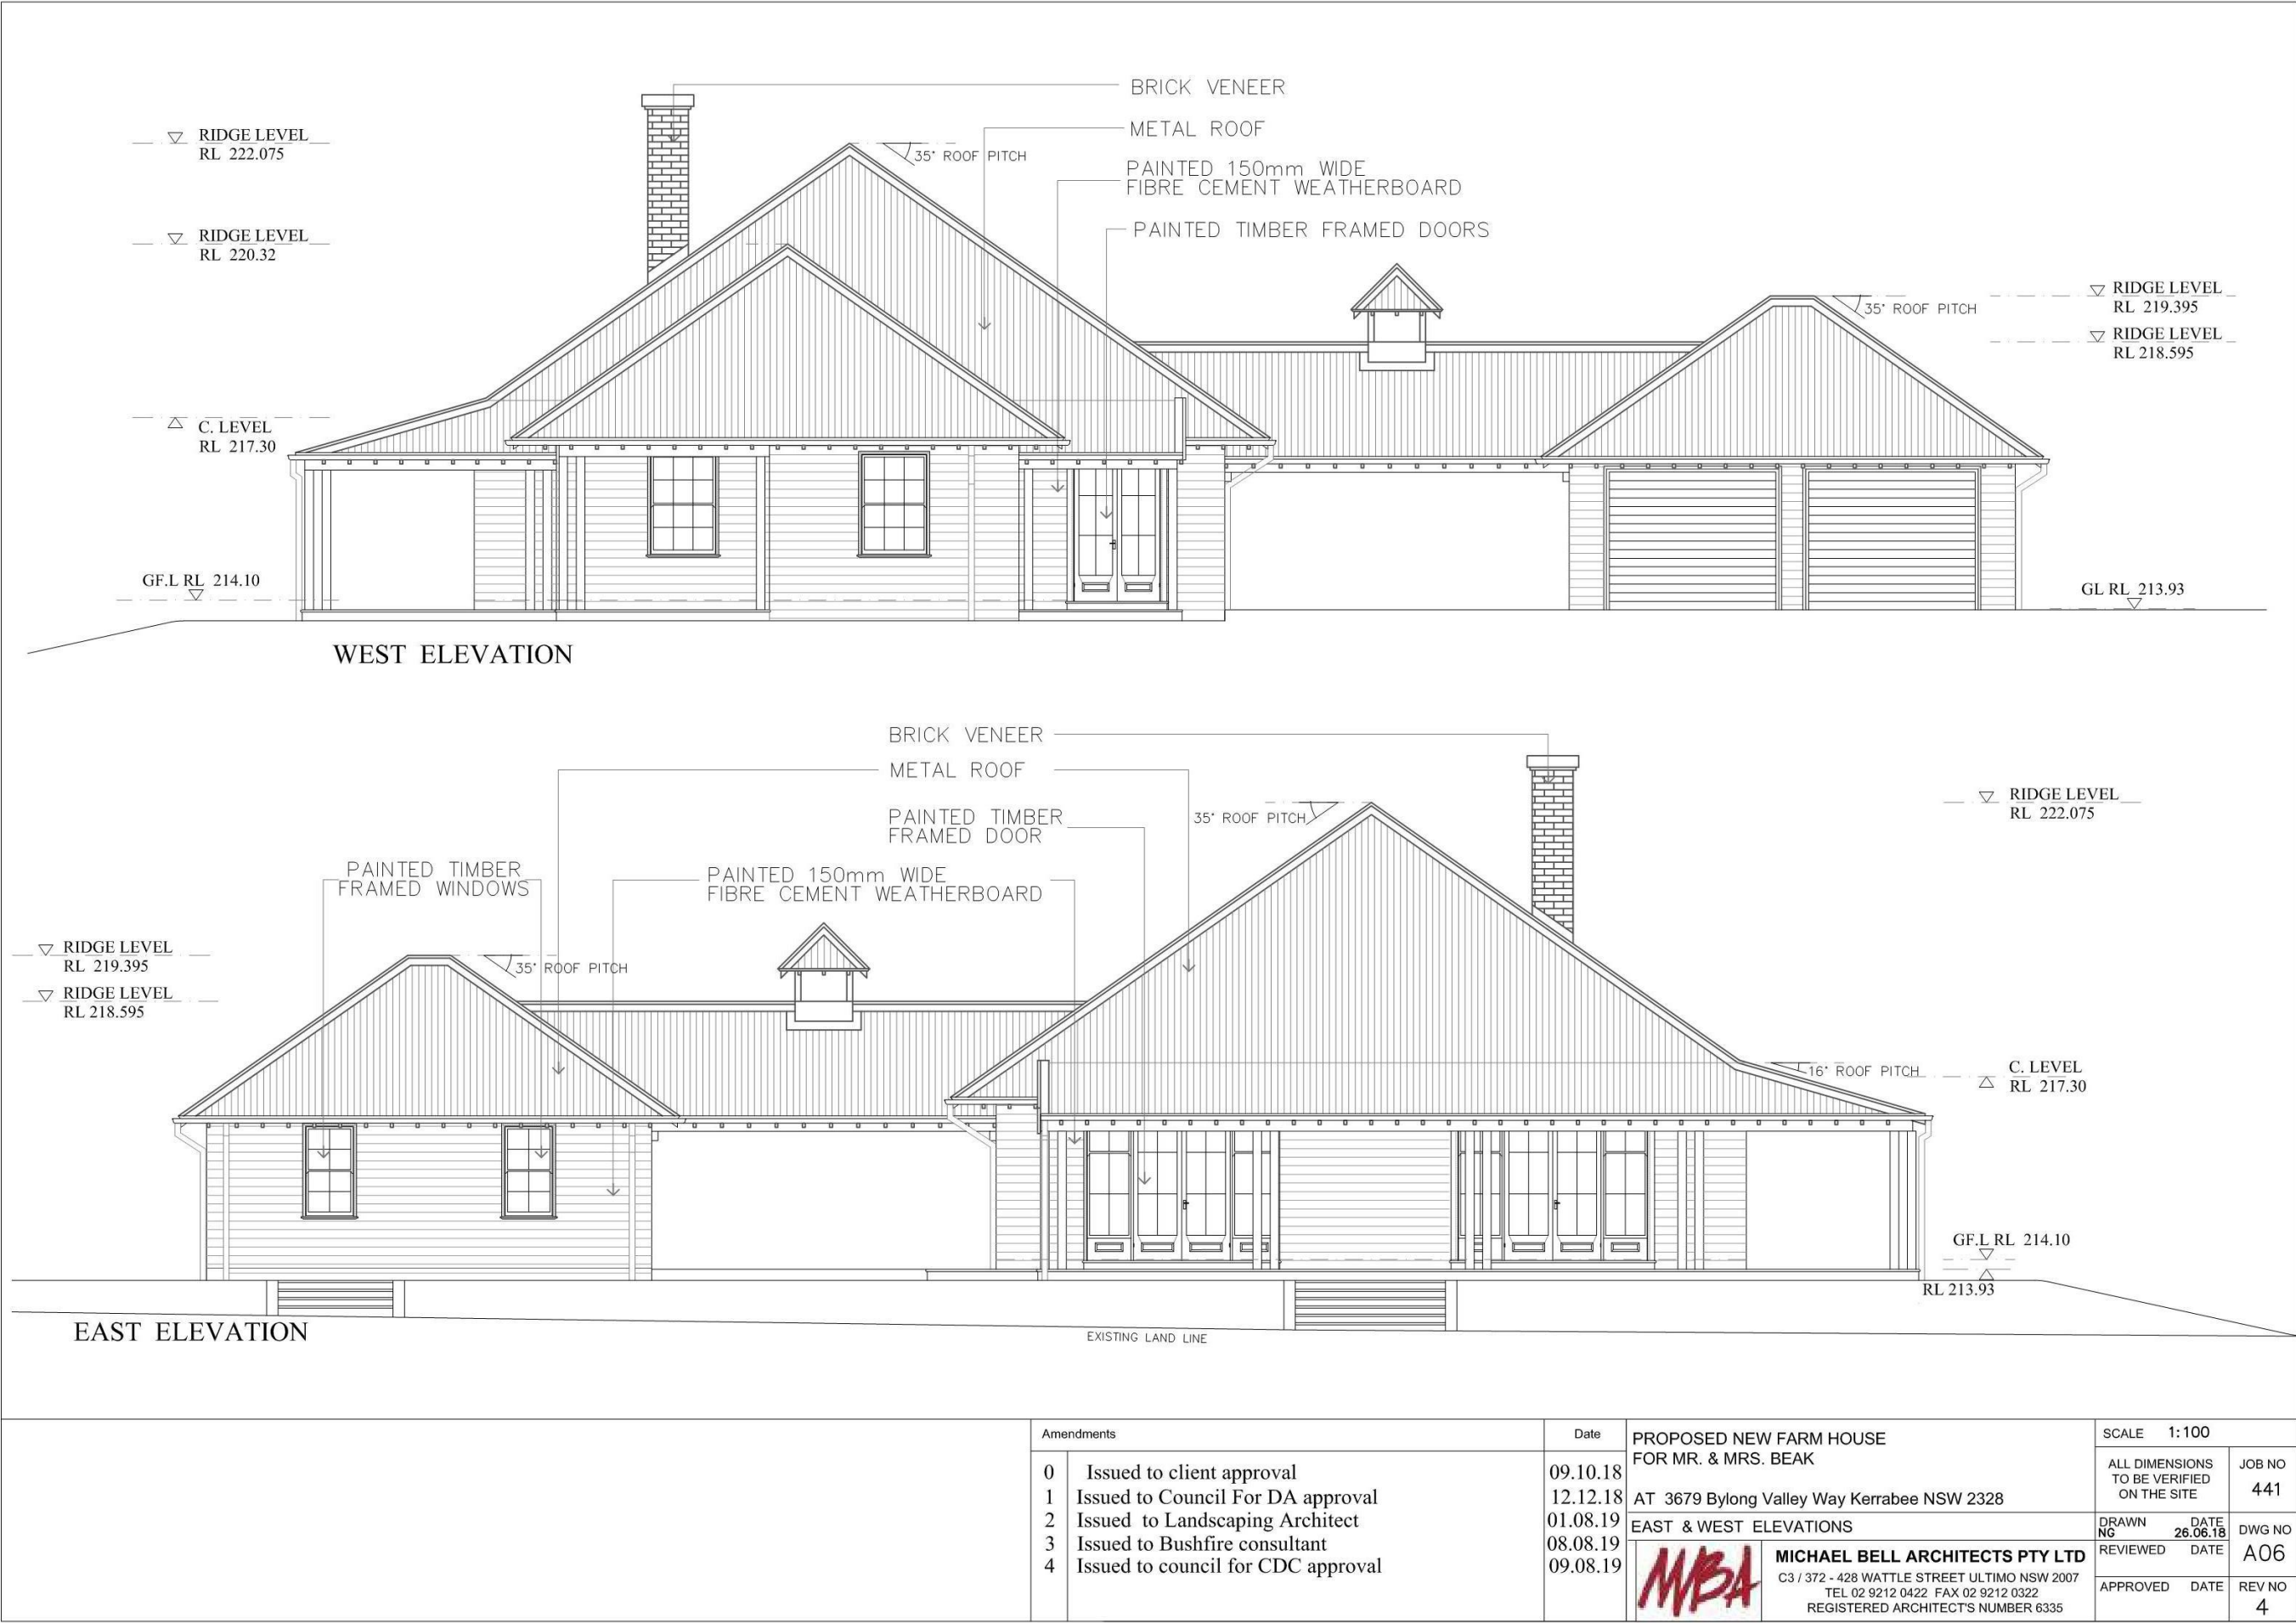 BRICK VENEER
METAL ROOF
PAINTED 150mm WIDE
FIBRE CEMENT WEATHERBOARD
PAINTED TIMBER FRAMED DOORS
RIDGE LEVEL
RL 222.075
35° ROOF PITCH
RIDGE LEVEL
RL 220.32
C. LEVEL
RL 217.30
GF.L RL 214.10
RIDGE LEVEL
RL 219.395
35° ROOF PITCH
RIDGE LEVEL
RL 218.595
GL RL 213.93
WEST ELEVATION
BRICK VENEER
METAL ROOF
PAINTED TIMBER
FRAMED DOOR
35° ROOF PITCH
RIDGE LEVEL
RL 222.075
PAINTED TIMBER
FRAMED WINDOWS
PAINTED 150mm WIDE
FIBRE CEMENT WEATHERBOARD
RIDGE LEVEL
RL 219.395
35° ROOF PITCH
RIDGE LEVEL
RL 218.595
16° ROOF PITCH
C. LEVEL
RL 217.30
GF.L RL 214.10
RL 213.93
EAST ELEVATION
EXISTING LAND LINE
Amendments Date
0 Issued to client approval 09.10.18
1 Issued to Council For DA approval 12.12.18
2 Issued to Landscaping Architect 01.08.19
3 Issued to Bushfire consultant 08.08.19
4 Issued to council for CDC approval 09.08.19
PROPOSED NEW FARM HOUSE
FOR MR. & MRS. BEAK
AT 3679 Bylong Valley Way Kerrabee NSW 2328
EAST & WEST ELEVATIONS
MBA
MICHAEL BELL ARCHITECTS PTY LTD
C3 / 372 - 428 WATTLE STREET ULTIMO NSW 2007
TEL 02 9212 0422 FAX 02 9212 0322
REGISTERED ARCHITECT'S NUMBER 6335
SCALE 1:100
ALL DIMENSIONS
TO BE VERIFIED
ON THE SITE
JOB NO
441
DRAWN DATE
NG 26.06.18
DWG NO
A06
REVIEWED DATE
APPROVED DATE
REV NO
4